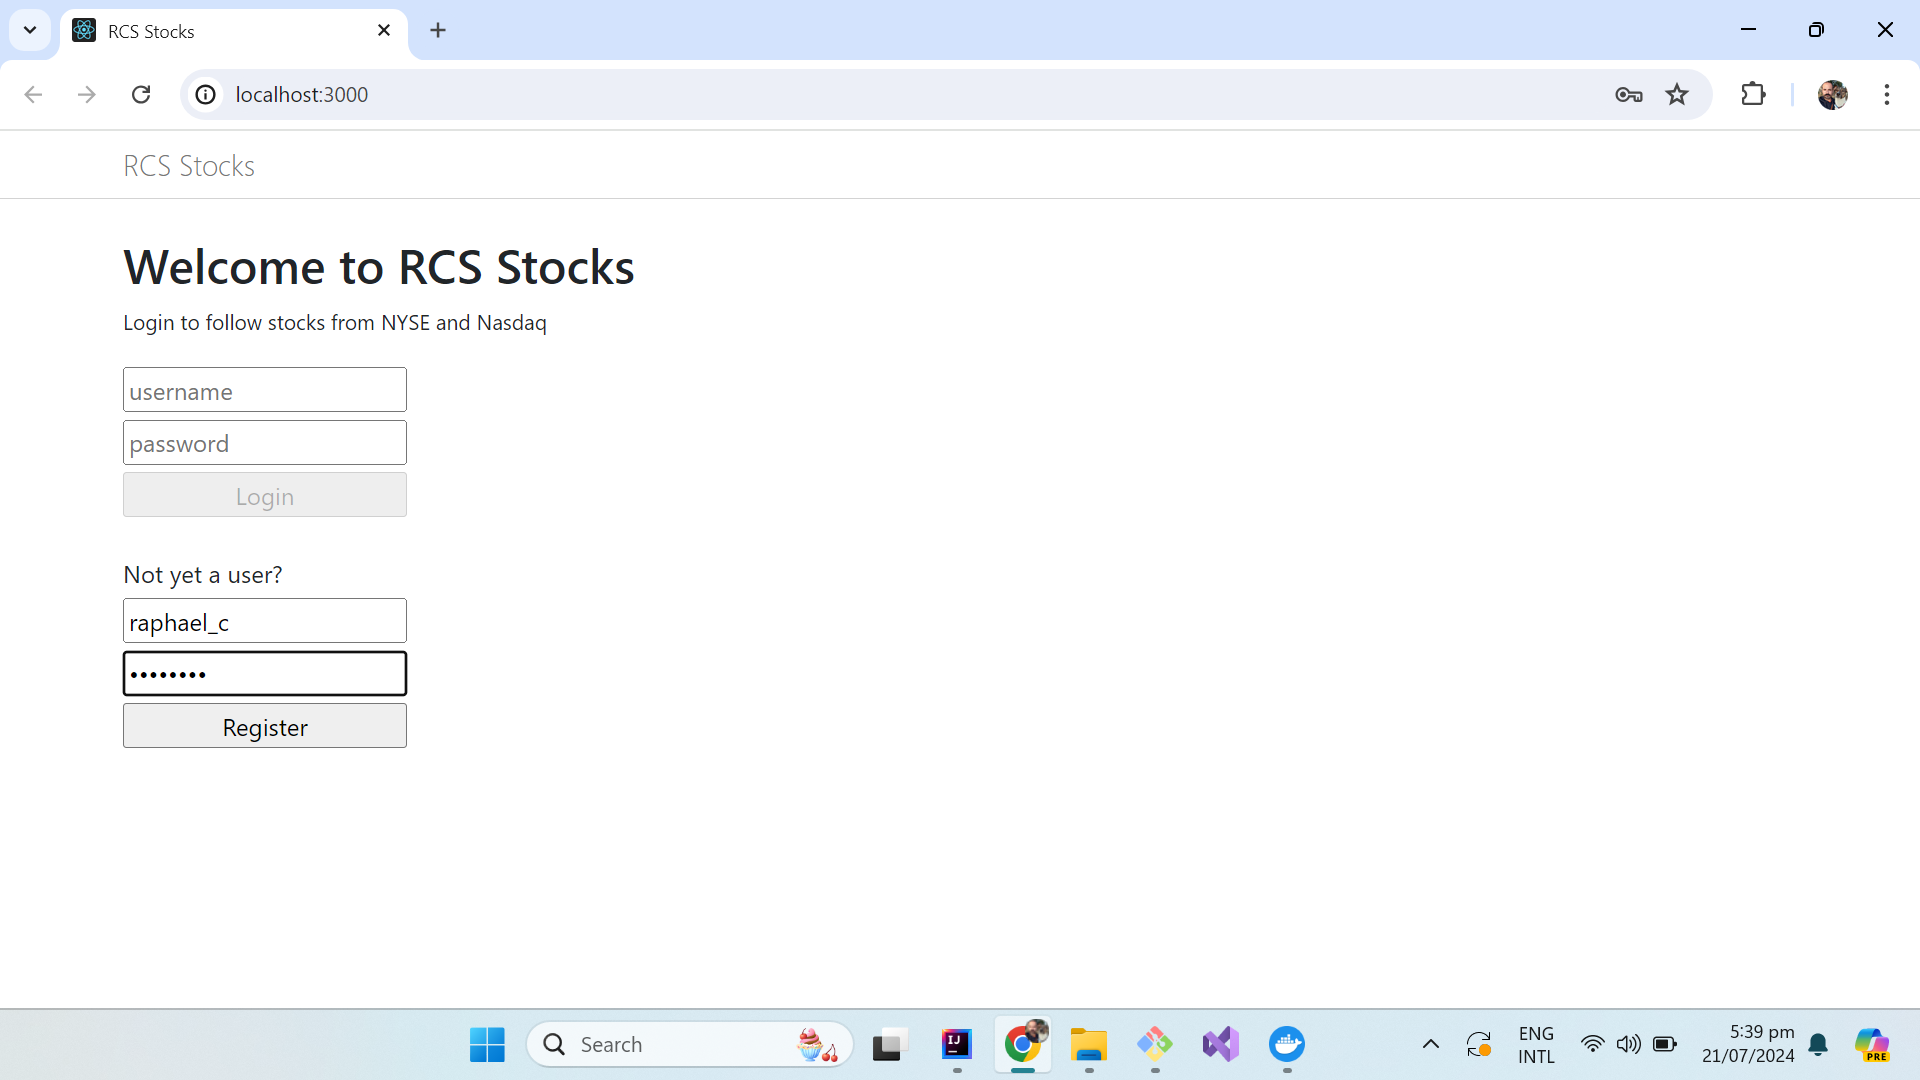 RCS Stocks
localhost:3000
RCS Stocks
Welcome to RCS Stocks
Login to follow stocks from NYSE and Nasdaq
username
password
Login
Not yet a user?
raphael_c
••••••••
Register
Search
IJ
ENG
INTL
5:39 pm
21/07/2024
PRE